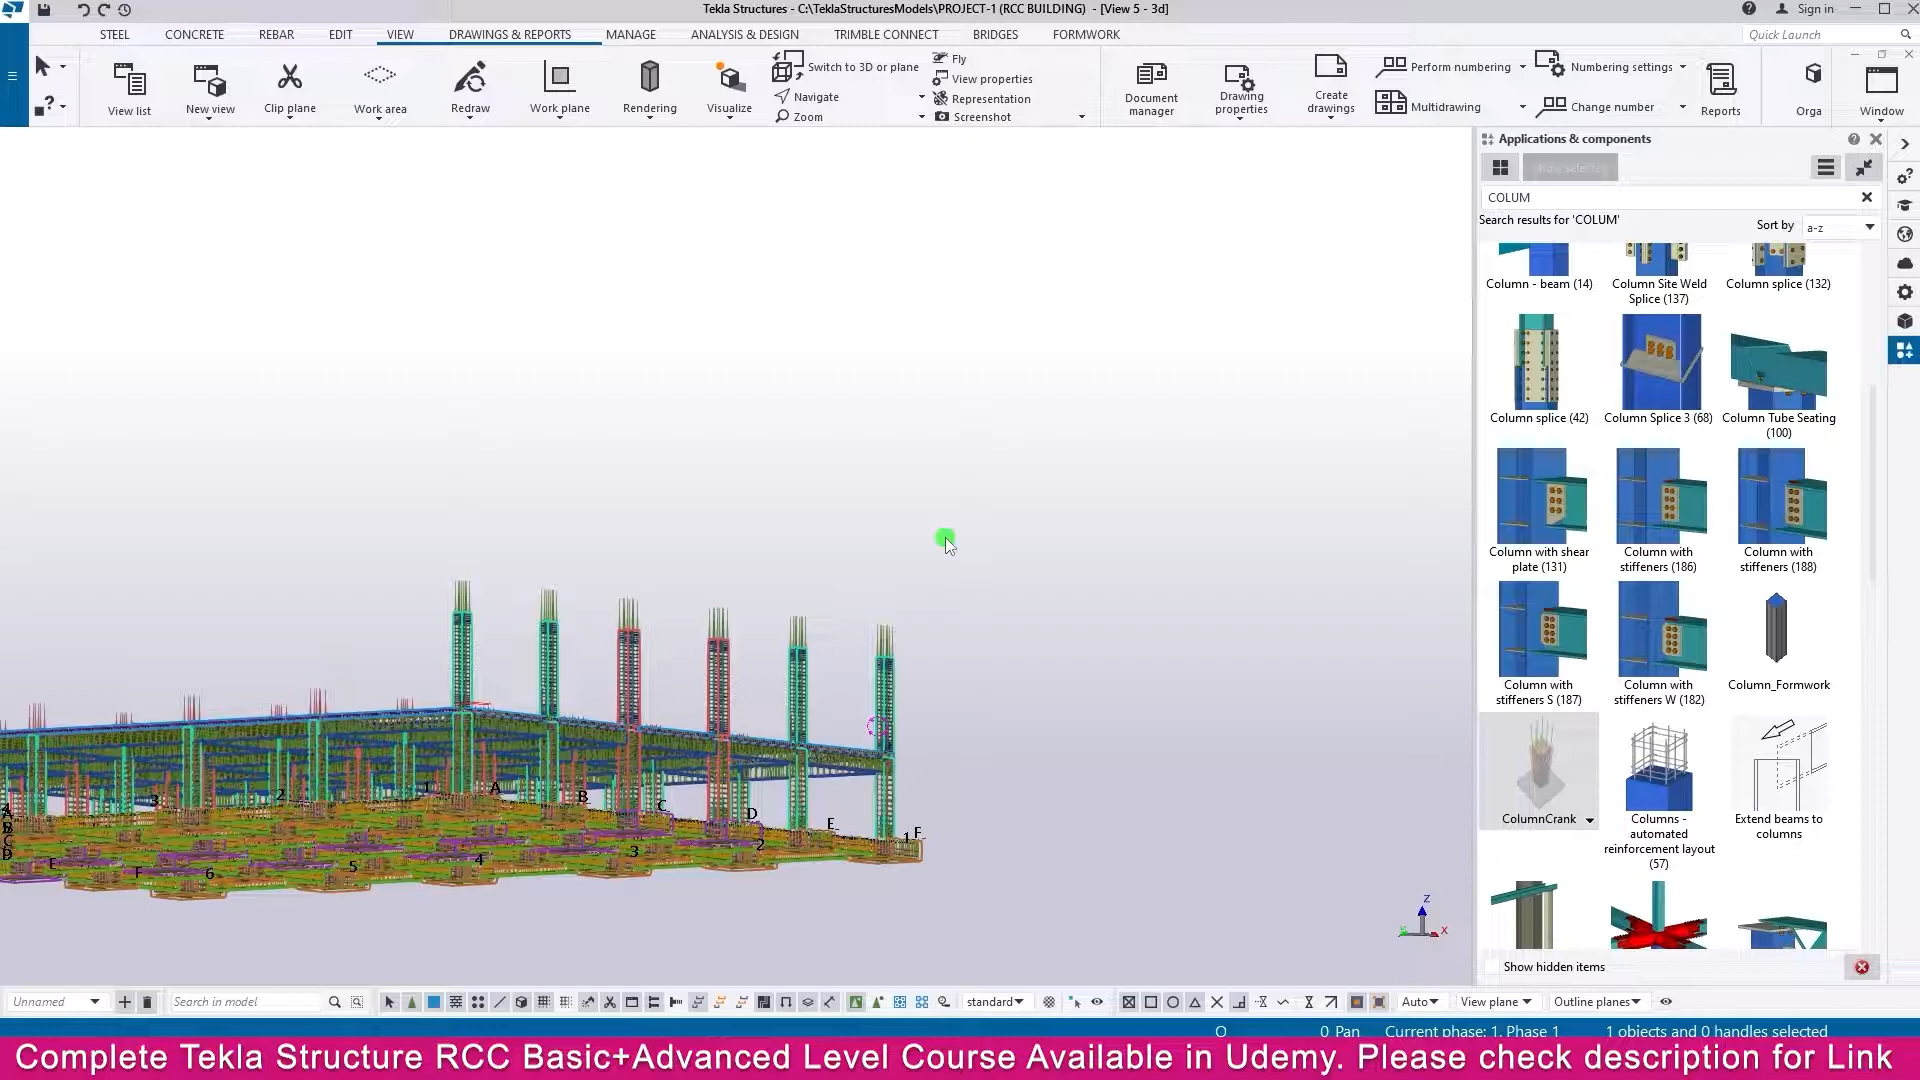 Tekla Structures - C:\TeklaStructuresModels\PROJECT-1 (RCC BUILDING) - [View 5 - 3d]
Sign in
STEEL CONCRETE REBAR EDIT VIEW DRAWINGS & REPORTS MANAGE ANALYSIS & DESIGN TRIMBLE CONNECT BRIDGES FORMWORK
Quick Launch
View list
New view
Clip plane
Work area
Redraw
Work plane
Rendering
Visualize
Switch to 3D or plane
Navigate
Zoom
Fly
View properties
Representation
Screenshot
Document
manager
Drawing
properties
Create
drawings
Perform numbering
Multidrawing
Numbering settings
Change number
Reports
Orga
Window
Applications & components
COLUM
Search results for 'COLUM'
Sort by a-z
Column - beam (14)
Column Site Weld
Splice (137)
Column splice (132)
Column splice (42)
Column Splice 3 (68)
Column Tube Seating
(100)
Column with shear
plate (131)
Column with
stiffeners (186)
Column with
stiffeners (188)
Column with
stiffeners S (187)
Column with
stiffeners W (182)
Column_Formwork
ColumnCrank
Columns -
automated
reinforcement layout
(57)
Extend beams to
columns
Show hidden items
3 2 1 A B C D E 1 F
A
B
C
D
E F 6 5 4 3 2
Z
X
Unnamed
Search in model
standard
Auto
View plane
Outline planes
O 0 Pan Current phase: 1, Phase 1 1 objects and 0 handles selected
Complete Tekla Structure RCC Basic+Advanced Level Course Available in Udemy. Please check description for Link